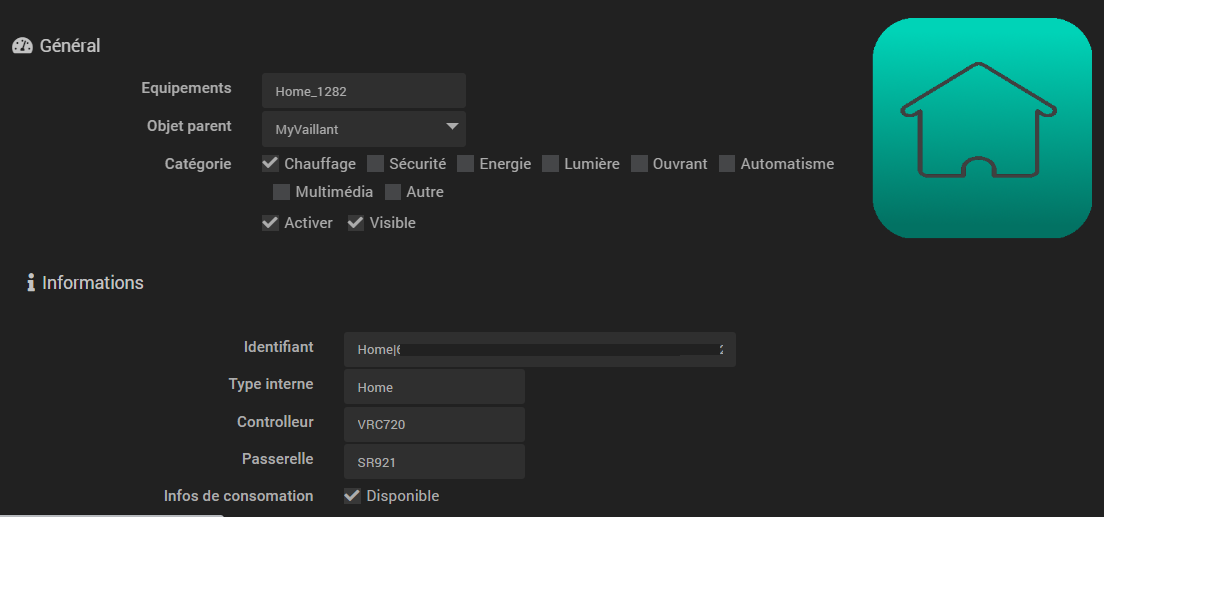 Général
Equipements Home_1282
Objet parent MyVaillant
Catégorie Chauffage Sécurité Energie Lumière Ouvrant Automatisme
Multimédia Autre
Activer Visible
Informations
Identifiant Home|
Type interne Home
Controlleur VRC720
Passerelle SR921
Infos de consomation Disponible